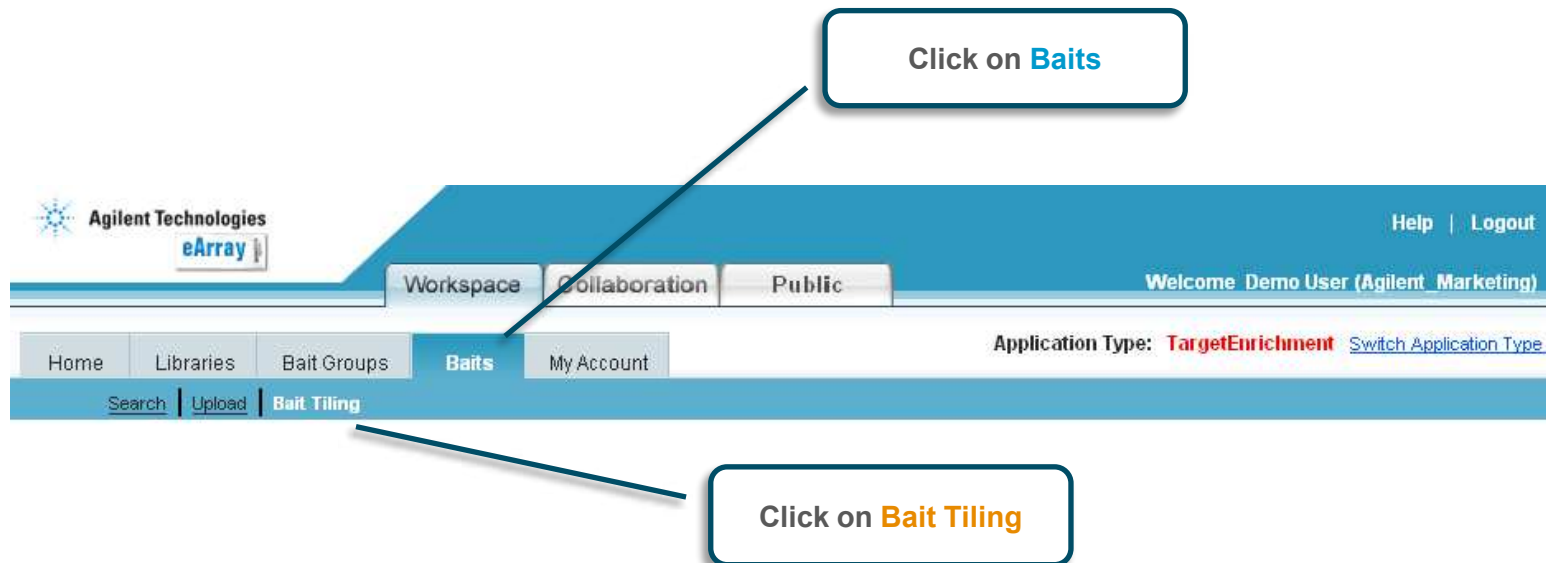 Click on Baits
Agilent Technologies
eArray
Help | Logout
Workspace Collaboration Public
Welcome Demo User (Agilent_Marketing)
Application Type: TargetEnrichment Switch Application Type
Home Libraries Bait Groups Baits My Account
Search | Upload | Bait Tiling
Click on Bait Tiling